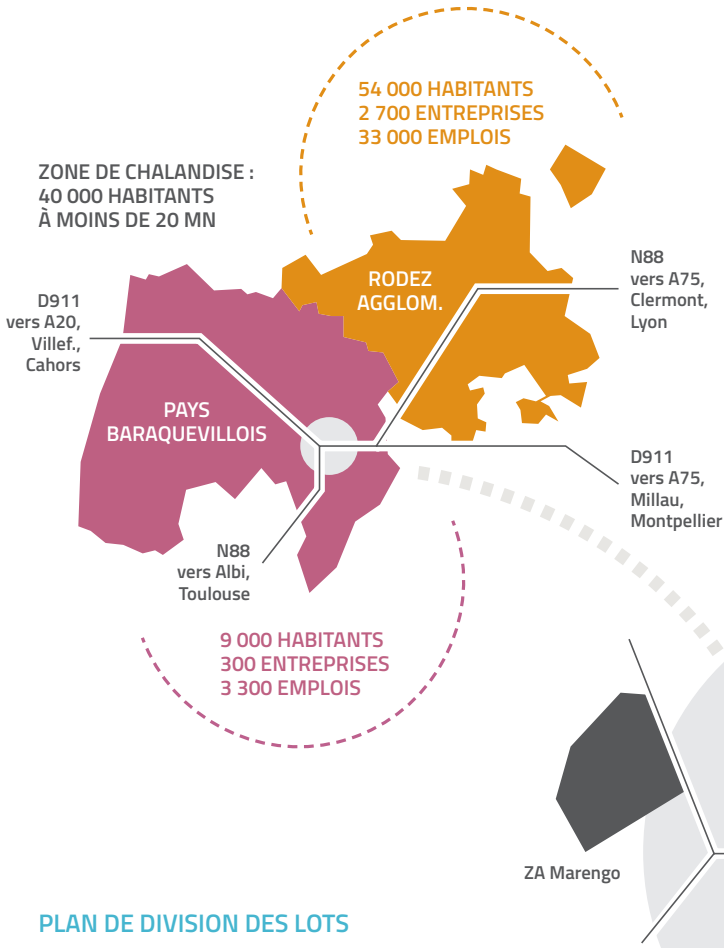 54 000 HABITANTS
2 700 ENTREPRISES
33 000 EMPLOIS
ZONE DE CHALANDISE :
40 000 HABITANTS
À MOINS DE 20 MN
N88
vers A75,
Clermont,
Lyon
RODEZ
AGGLOM.
D911
vers A20,
Villef.,
Cahors
PAYS
BARAQUEVILLOIS
D911
vers A75,
Millau,
Montpellier
N88
vers Albi,
Toulouse
9 000 HABITANTS
300 ENTREPRISES
3 300 EMPLOIS
ZA Marengo
PLAN DE DIVISION DES LOTS